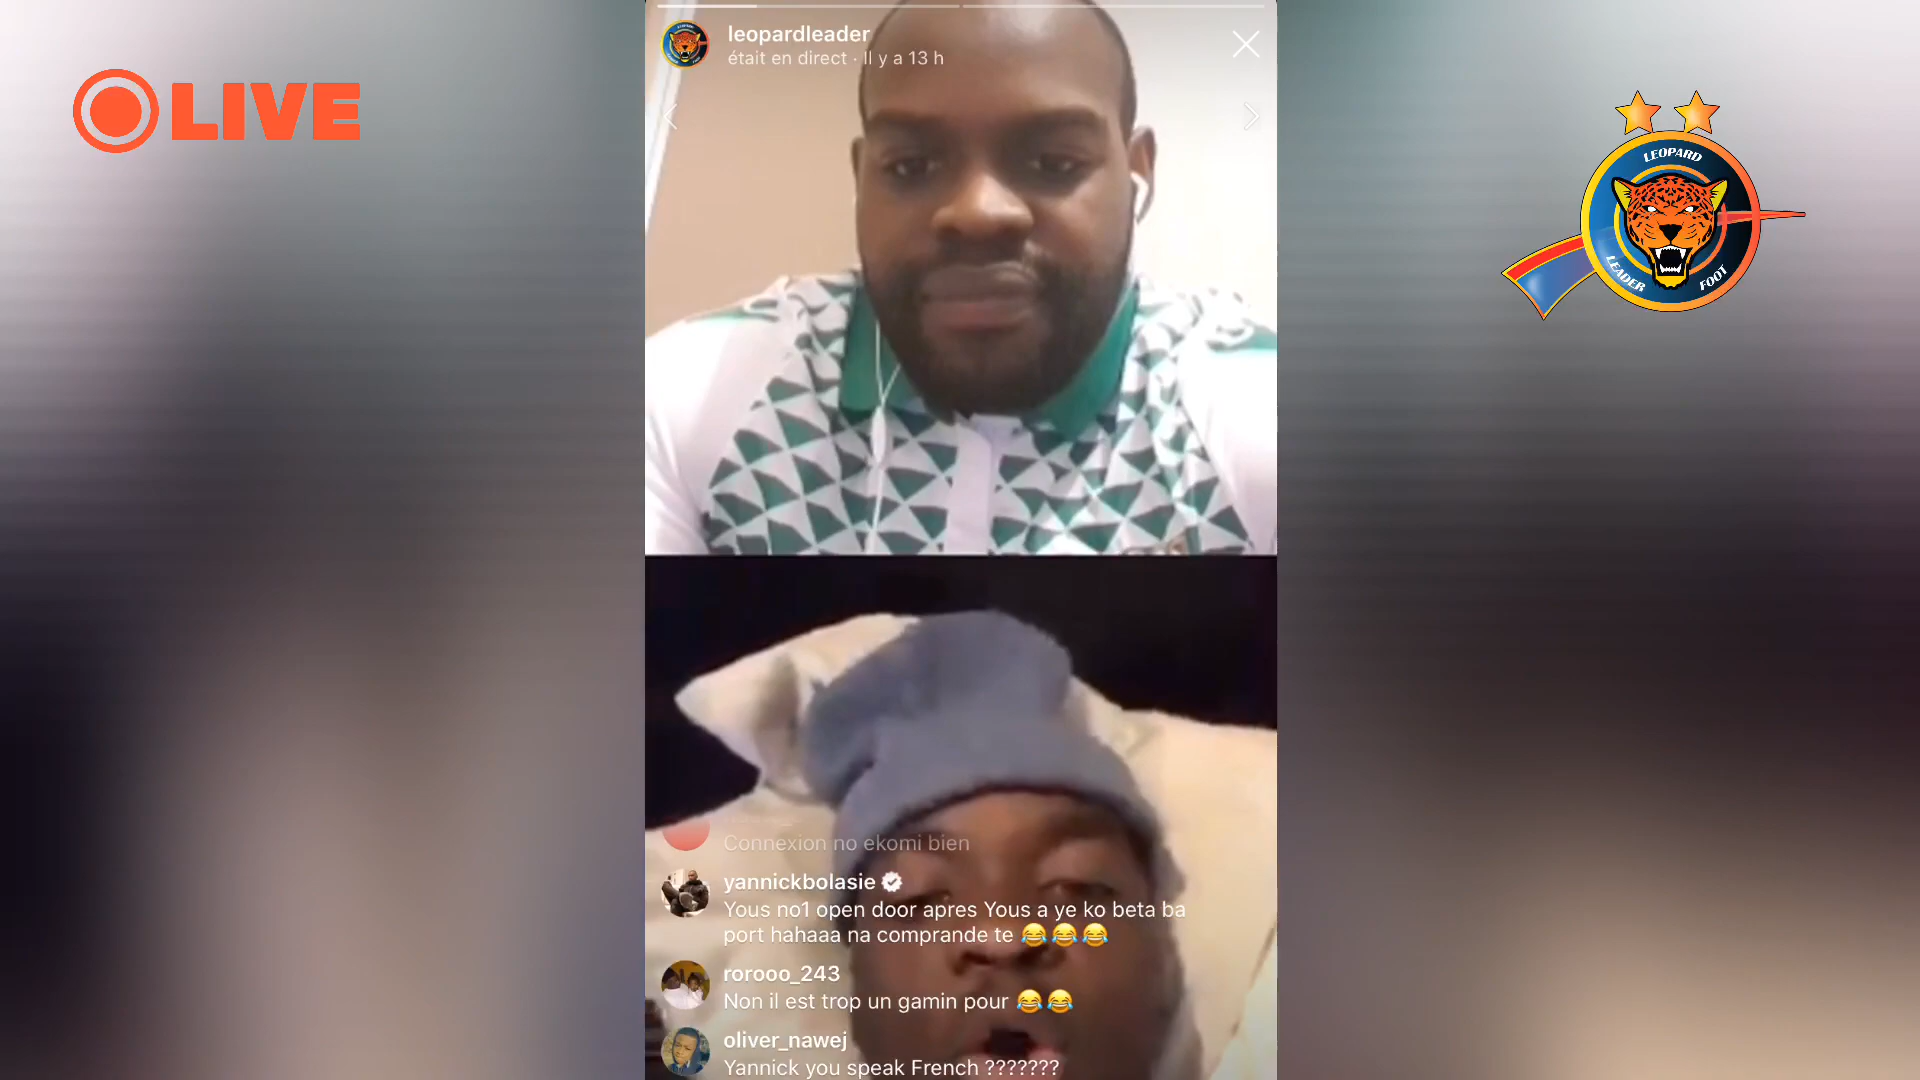 LIVE
leopardleader
était en direct · Il y a 13 h
LEOPARD
LEADER
FOOT
Connexion no ekomi bien
yannickbolasie
Yous no1 open door apres Yous a ye ko beta ba
port hahaaa na comprande te 😂😂😂
rorooo_243
Non il est trop un gamin pour 😂😂
oliver_nawej
Yannick you speak French ???????